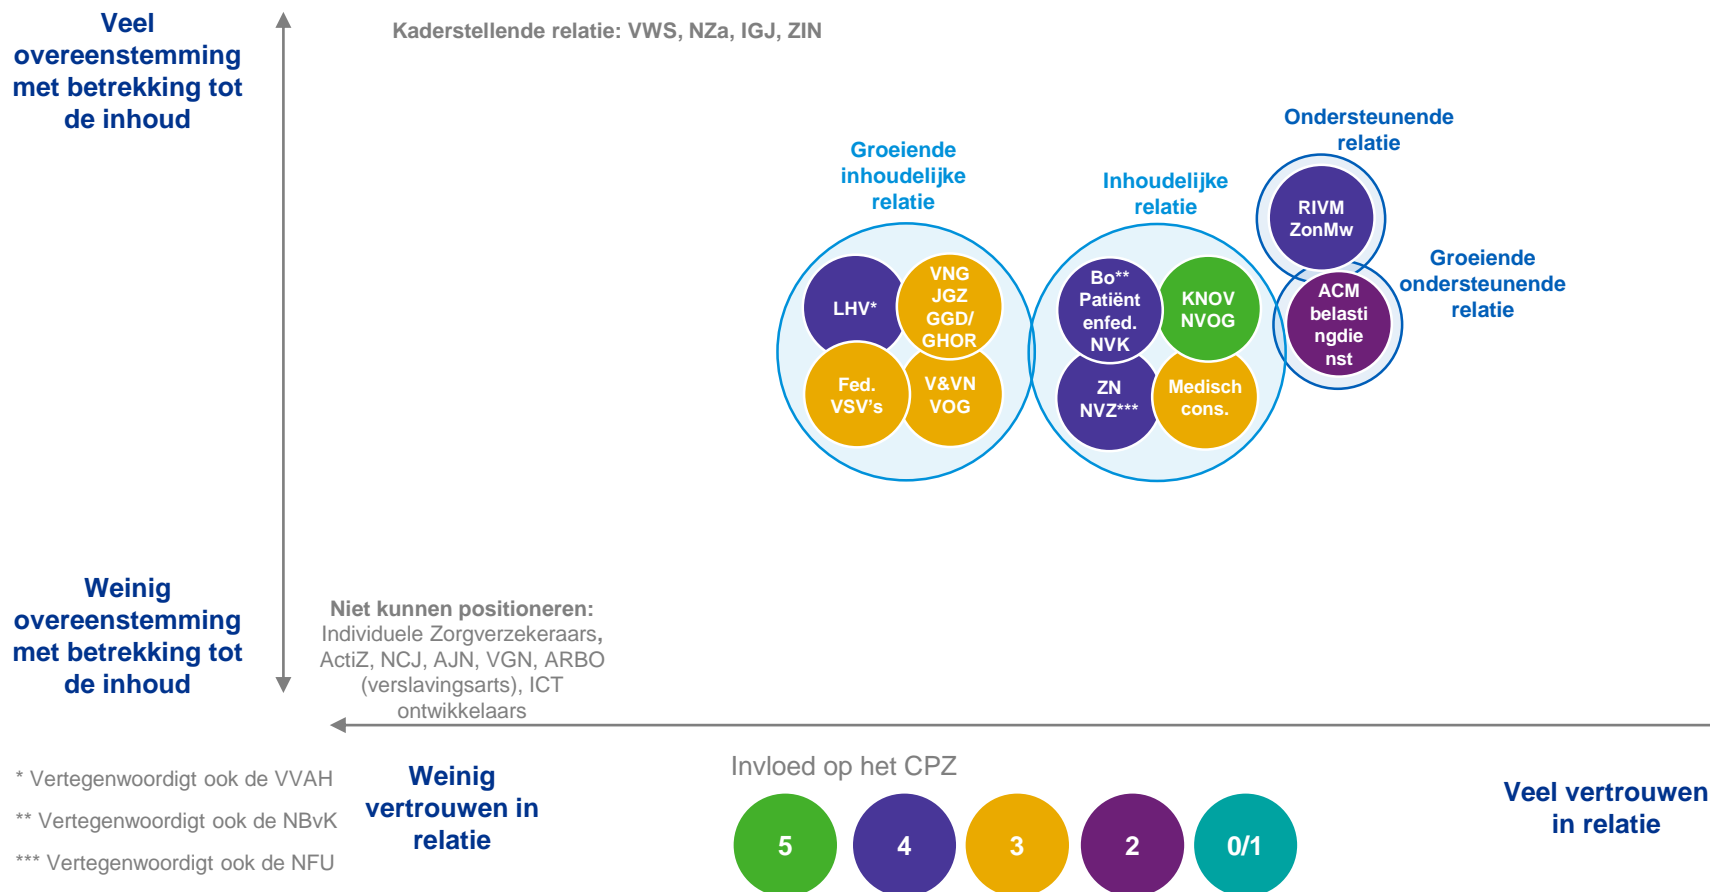 Veel
overeenstemming
met betrekking tot
de inhoud
Kaderstellende relatie: VWS, NZa, IGJ, ZIN
Groeiende
inhoudelijke
relatie
Inhoudelijke
relatie
Ondersteunende
relatie
Groeiende
ondersteunende
relatie
LHV*
VNG
JGZ
GGD/
GHOR
Fed.
VSV's
V&VN
VOG
Bo**
Patiënt
enfed.
NVK
KNOV
NVOG
ZN
NVZ***
Medisch
cons.
RIVM
ZonMw
ACM
belasti
ngdie
nst
Weinig
overeenstemming
met betrekking tot
de inhoud
Niet kunnen positioneren:
Individuele Zorgverzekeraars,
ActiZ, NCJ, AJN, VGN, ARBO
(verslavingsarts), ICT
ontwikkelaars
* Vertegenwoordigt ook de VVAH
** Vertegenwoordigt ook de NBvK
*** Vertegenwoordigt ook de NFU
Weinig
vertrouwen in
relatie
Invloed op het CPZ
5
4
3
2
0/1
Veel vertrouwen
in relatie